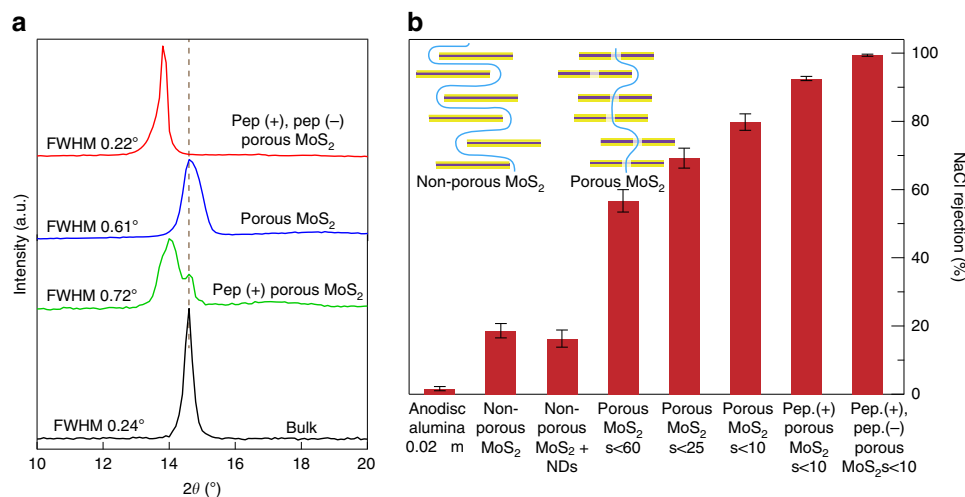 a
Intensity (a.u.)
FWHM 0.22°
Pep (+), pep (–)
porous MoS₂
FWHM 0.61°
Porous MoS₂
FWHM 0.72°
Pep (+) porous MoS₂
FWHM 0.24°
Bulk
10 12 14 16 18 20
2θ (°)
b
Non-porous MoS₂
Porous MoS₂
100
80
60
40
20
0
NaCl rejection (%)
Anodisc
alumina
0.02 m
Non-
porous
MoS₂
Non-
porous
MoS₂ +
NDs
Porous
MoS₂
s<60
Porous
MoS₂
s<25
Porous
MoS₂
s<10
Pep.(+)
porous
MoS₂
s<10
Pep.(+),
pep.(–)
porous
MoS₂s<10